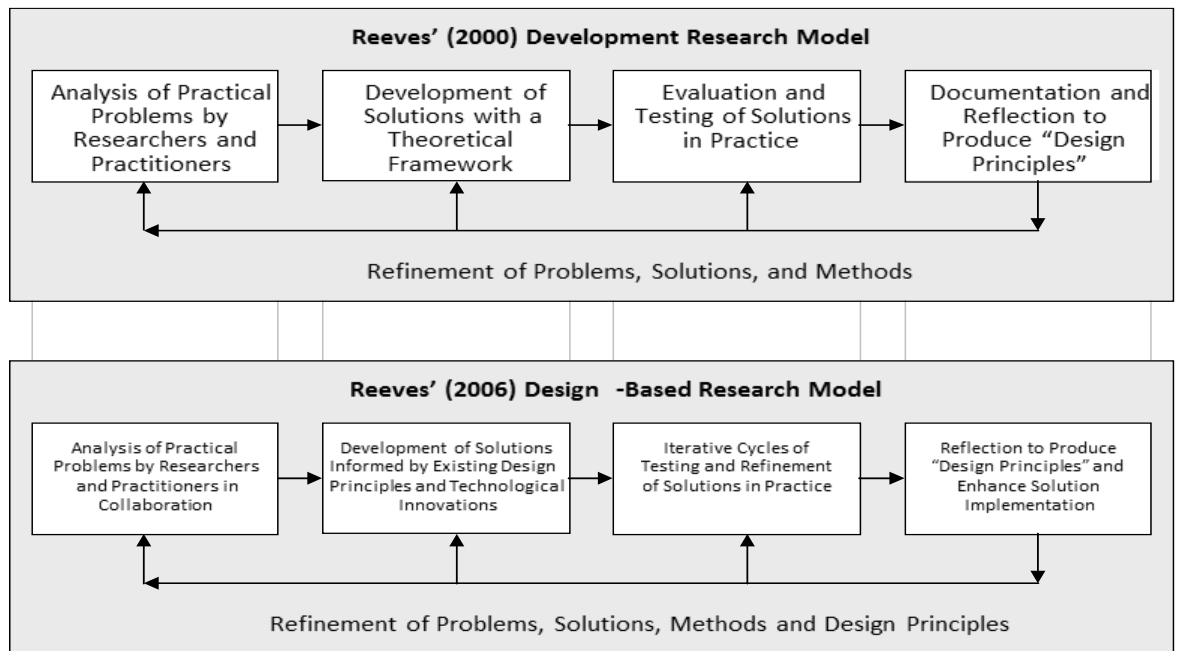 Reeves’ (2000) Development Research Model
Analysis of Practical
Problems by
Researchers and
Practitioners
Development of
Solutions with a
Theoretical
Framework
Evaluation and
Testing of Solutions
in Practice
Documentation and
Reflection to
Produce “Design
Principles”
Refinement of Problems, Solutions, and Methods
Reeves’ (2006) Design -Based Research Model
Analysis of Practical
Problems by Researchers
and Practitioners in
Collaboration
Development of Solutions
Informed by Existing Design
Principles and Technological
Innovations
Iterative Cycles of
Testing and Refinement
of Solutions in Practice
Reflection to Produce
“Design Principles” and
Enhance Solution
Implementation
Refinement of Problems, Solutions, Methods and Design Principles